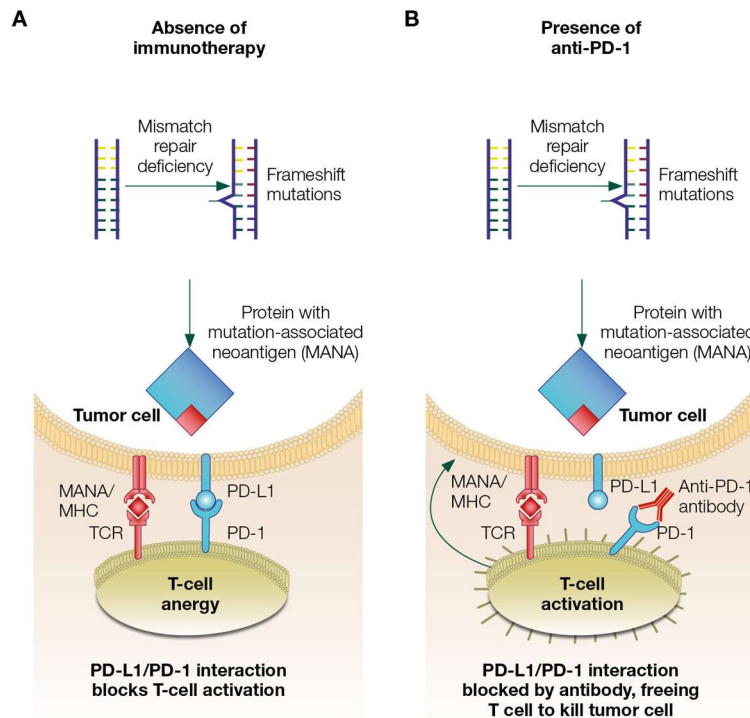 A
Absence of
immunotherapy
Mismatch
repair
deficiency
Frameshift
mutations
Protein with
mutation-associated
neoantigen (MANA)
Tumor cell
MANA/
MHC
PD-L1
TCR
PD-1
T-cell
anergy
PD-L1/PD-1 interaction
blocks T-cell activation
B
Presence of
anti-PD-1
Mismatch
repair
deficiency
Frameshift
mutations
Protein with
mutation-associated
neoantigen (MANA)
Tumor cell
MANA/
MHC
PD-L1
Anti-PD-1
antibody
TCR
PD-1
T-cell
activation
PD-L1/PD-1 interaction
blocked by antibody, freeing
T cell to kill tumor cell